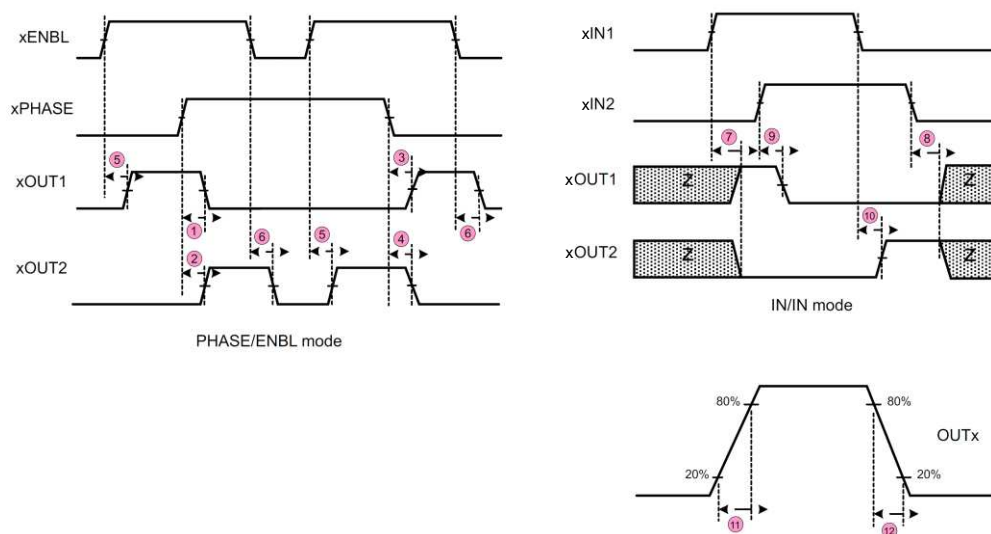 xENBL
xPHASE
5
3
xOUT1
1
6
5
4
6
2
xOUT2
PHASE/ENBL mode
xIN1
xIN2
7
9
8
xOUT1
Z
Z
10
xOUT2
Z
Z
IN/IN mode
80%
80%
OUTx
20%
20%
11
12